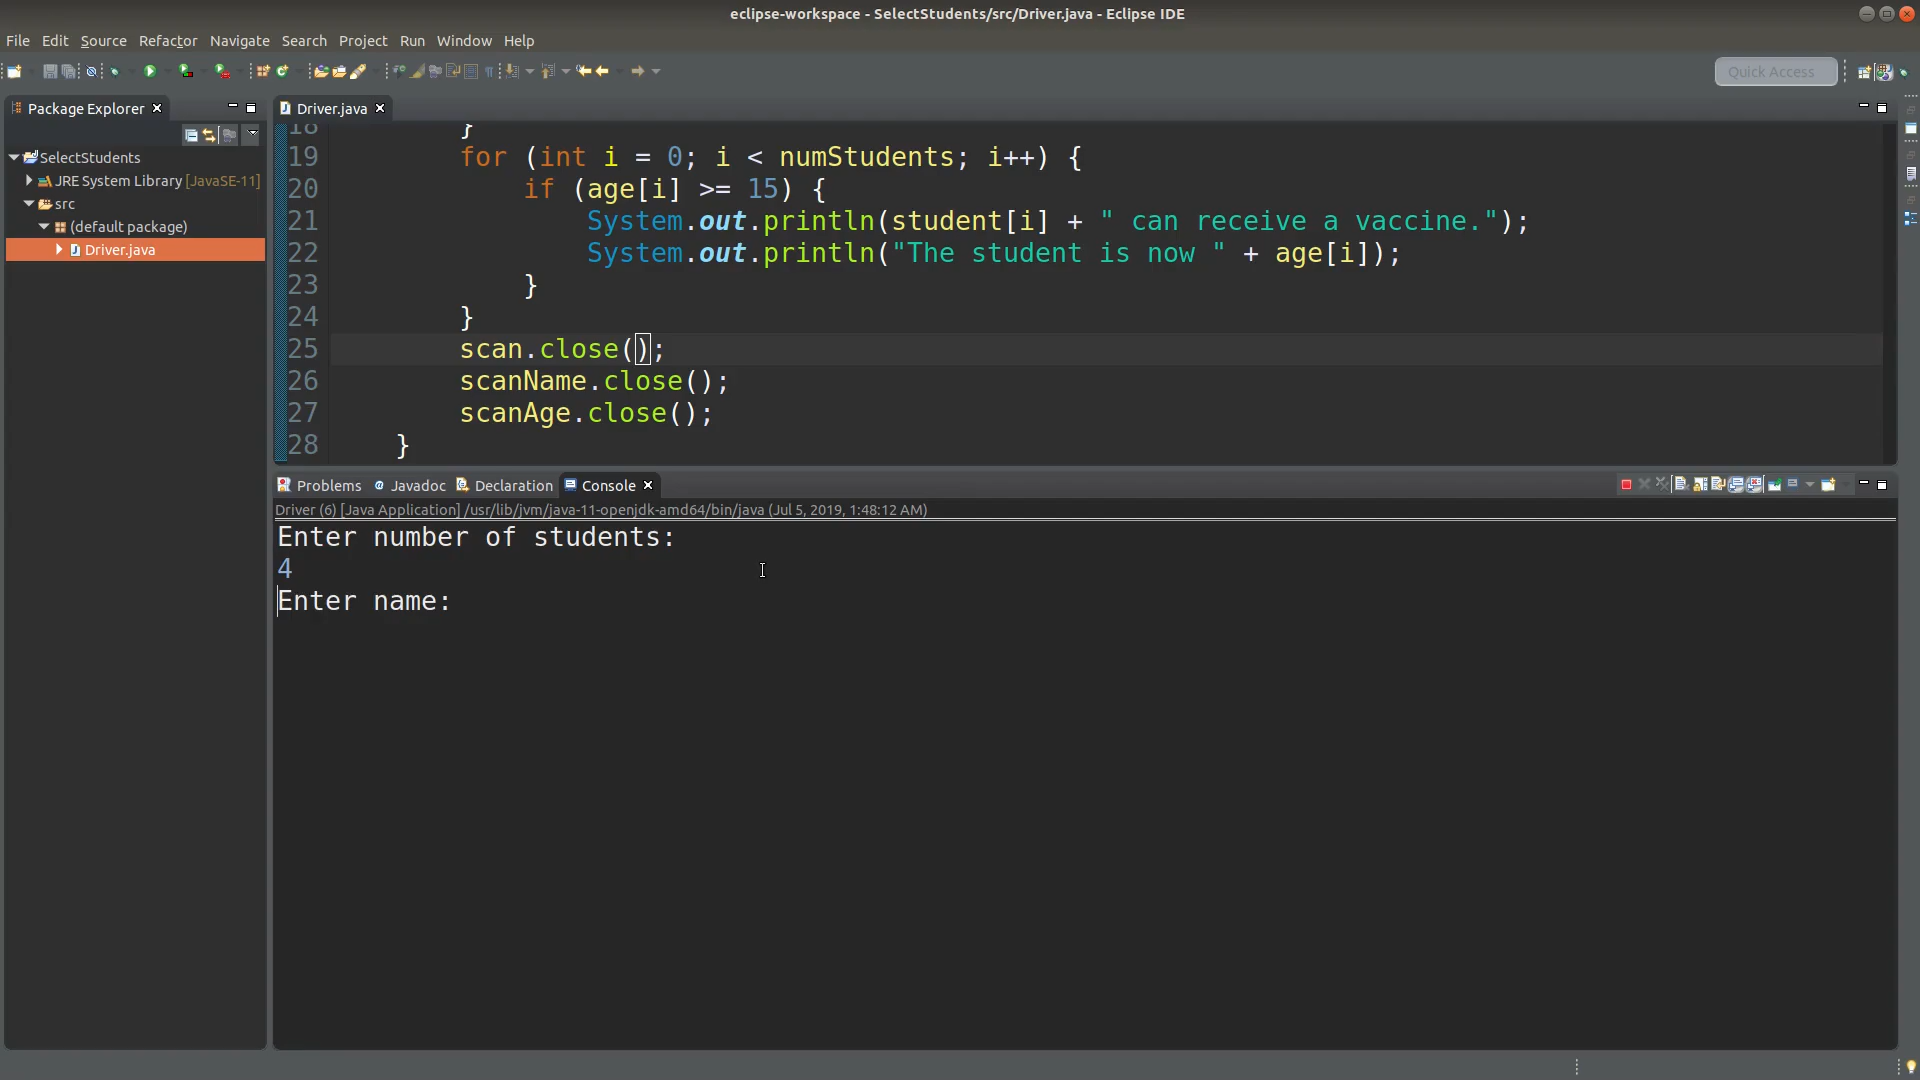 eclipse-workspace - SelectStudents/src/Driver.java - Eclipse IDE
File Edit Source Refactor Navigate Search Project Run Window Help
Quick Access
Package Explorer
Driver.java
SelectStudents
JRE System Library [JavaSE-11]
src
(default package)
Driver.java
18 }
19 for (int i = 0; i < numStudents; i++) {
20 if (age[i] >= 15) {
21 System.out.println(student[i] + " can receive a vaccine.");
22 System.out.println("The student is now " + age[i]);
23 }
24 }
25 scan.close();
26 scanName.close();
27 scanAge.close();
28 }
Problems Javadoc Declaration Console
Driver (6) [Java Application] /usr/lib/jvm/java-11-openjdk-amd64/bin/java (Jul 5, 2019, 1:48:12 AM)
Enter number of students:
4
Enter name: